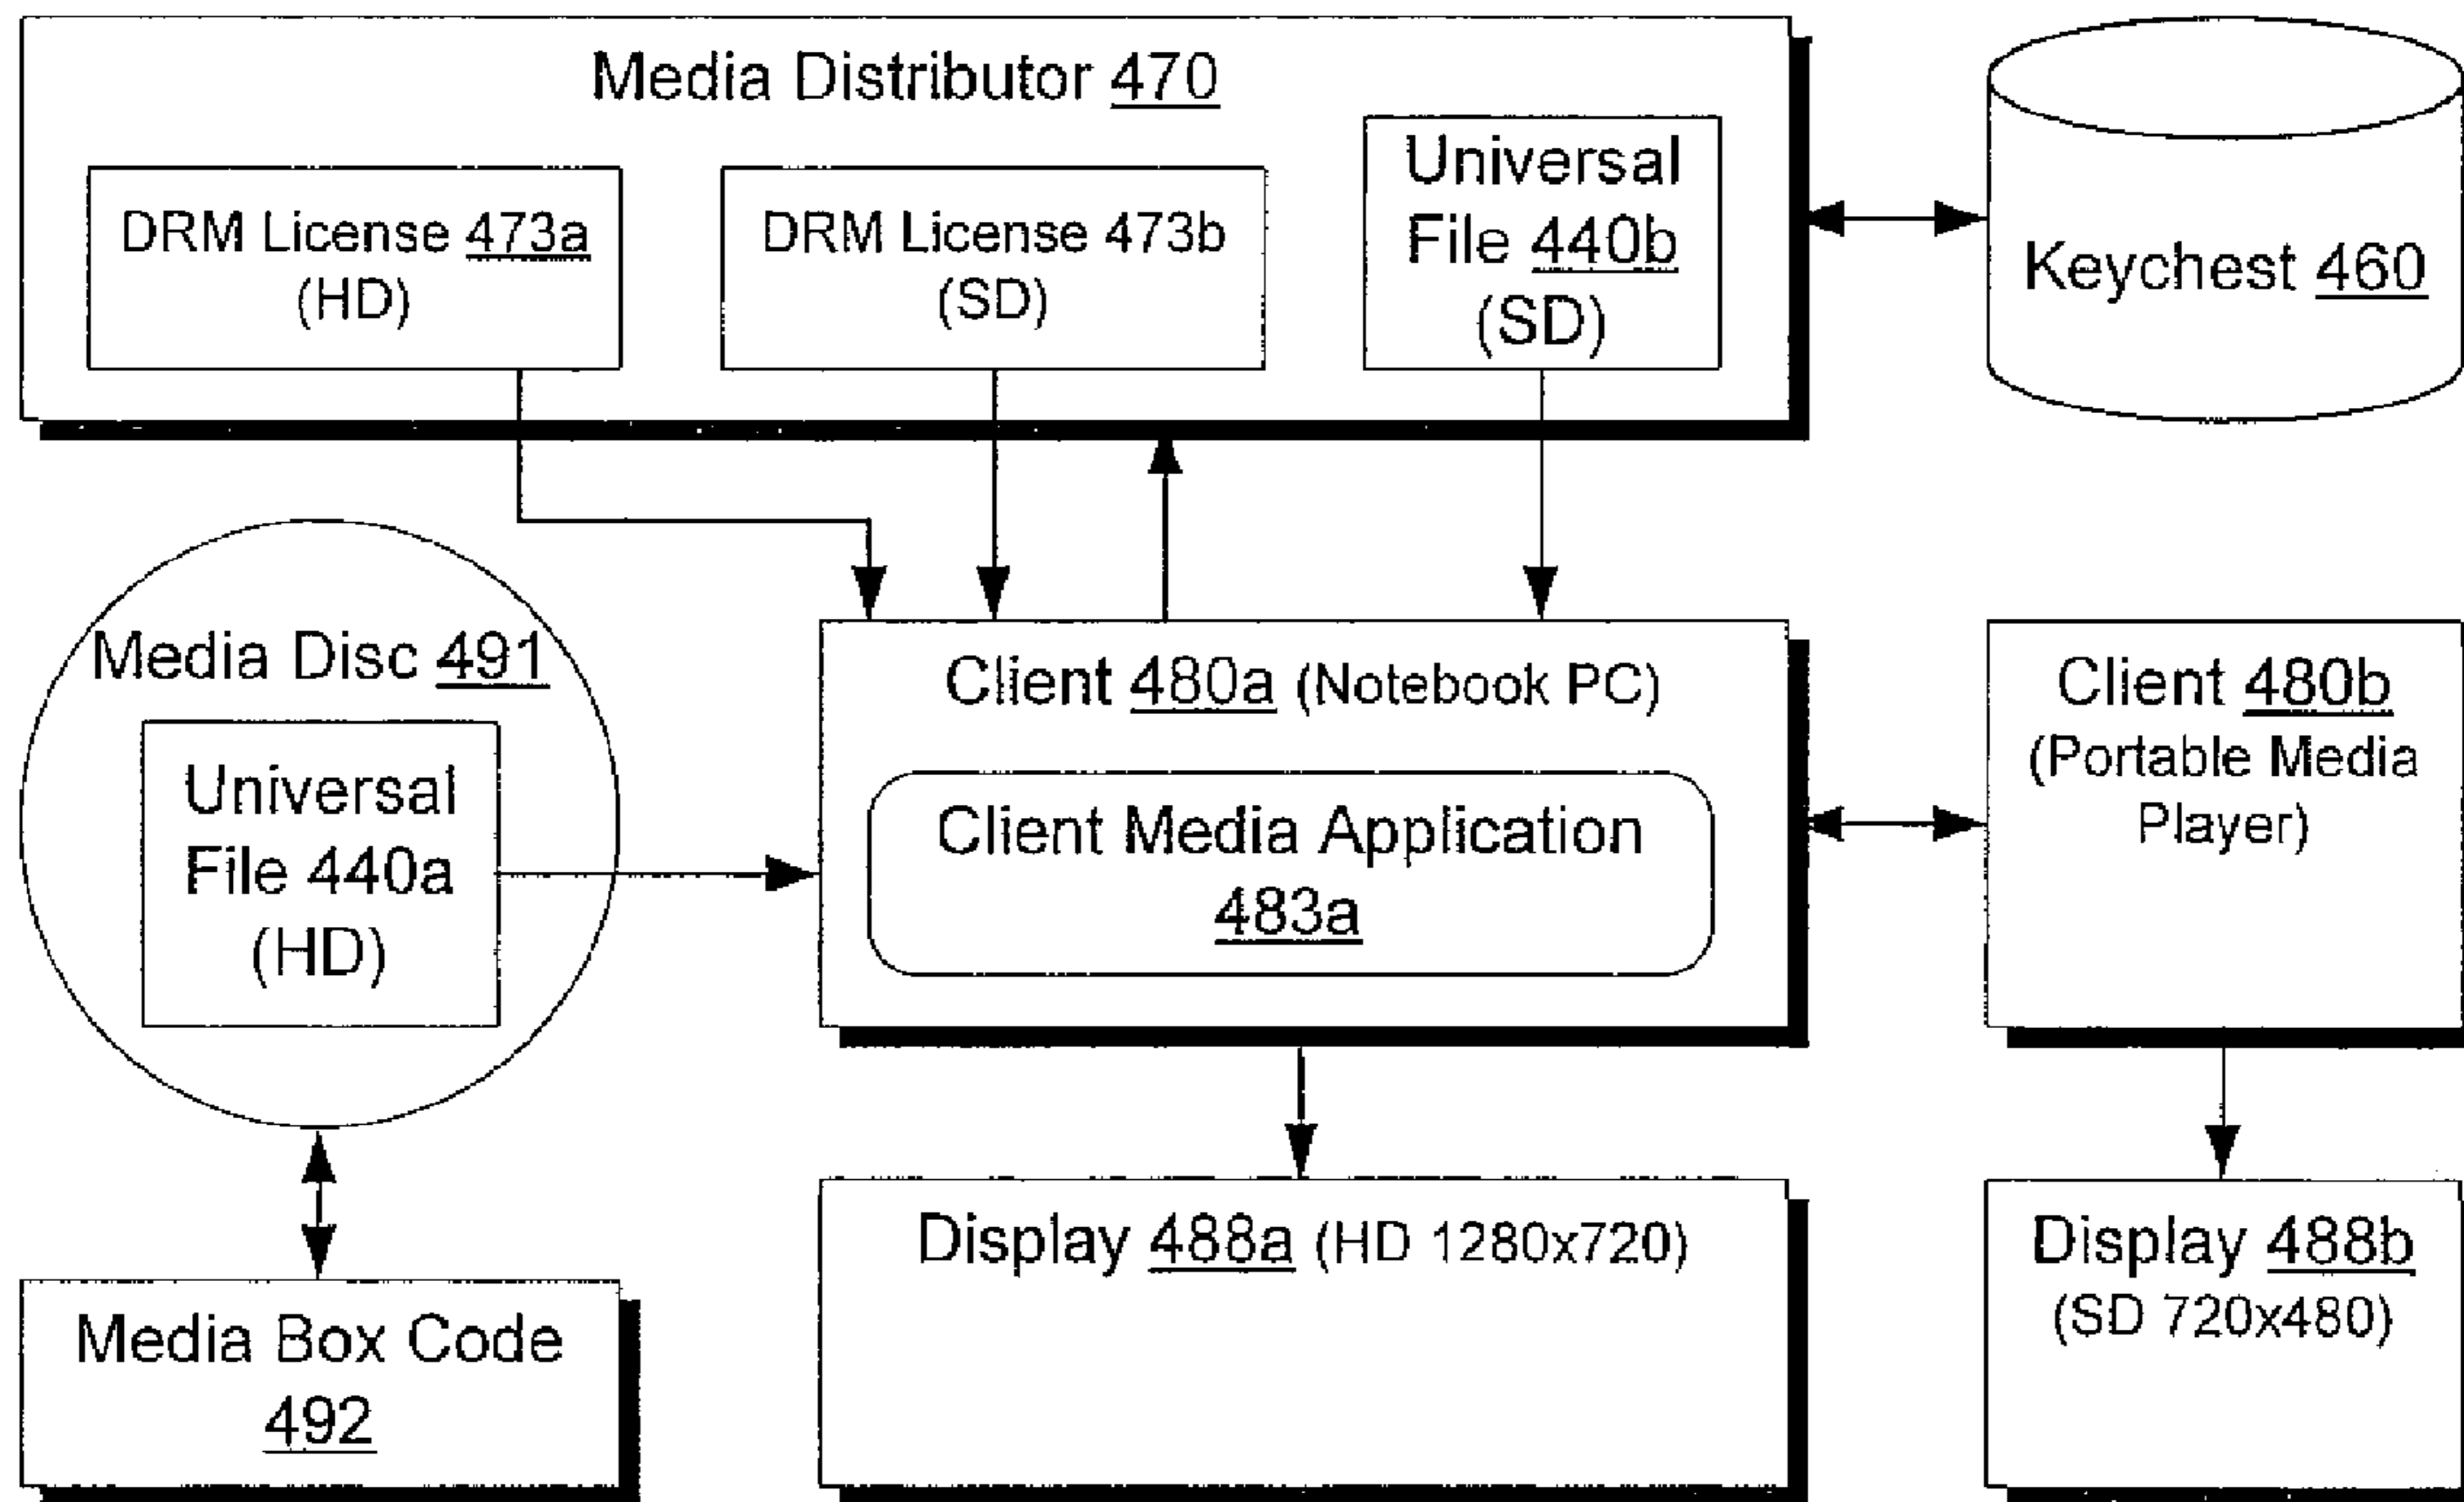 Media Distributor 470
DRM License 473a
(HD)
DRM License 473b
(SD)
Universal
File 440b
(SD)
Keychest 460
Media Disc 491
Universal
File 440a
(HD)
Client 480a (Notebook PC)
Client Media Application
483a
Client 480b
(Portable Media
Player)
Media Box Code
492
Display 488a (HD 1280x720)
Display 488b
(SD 720x480)